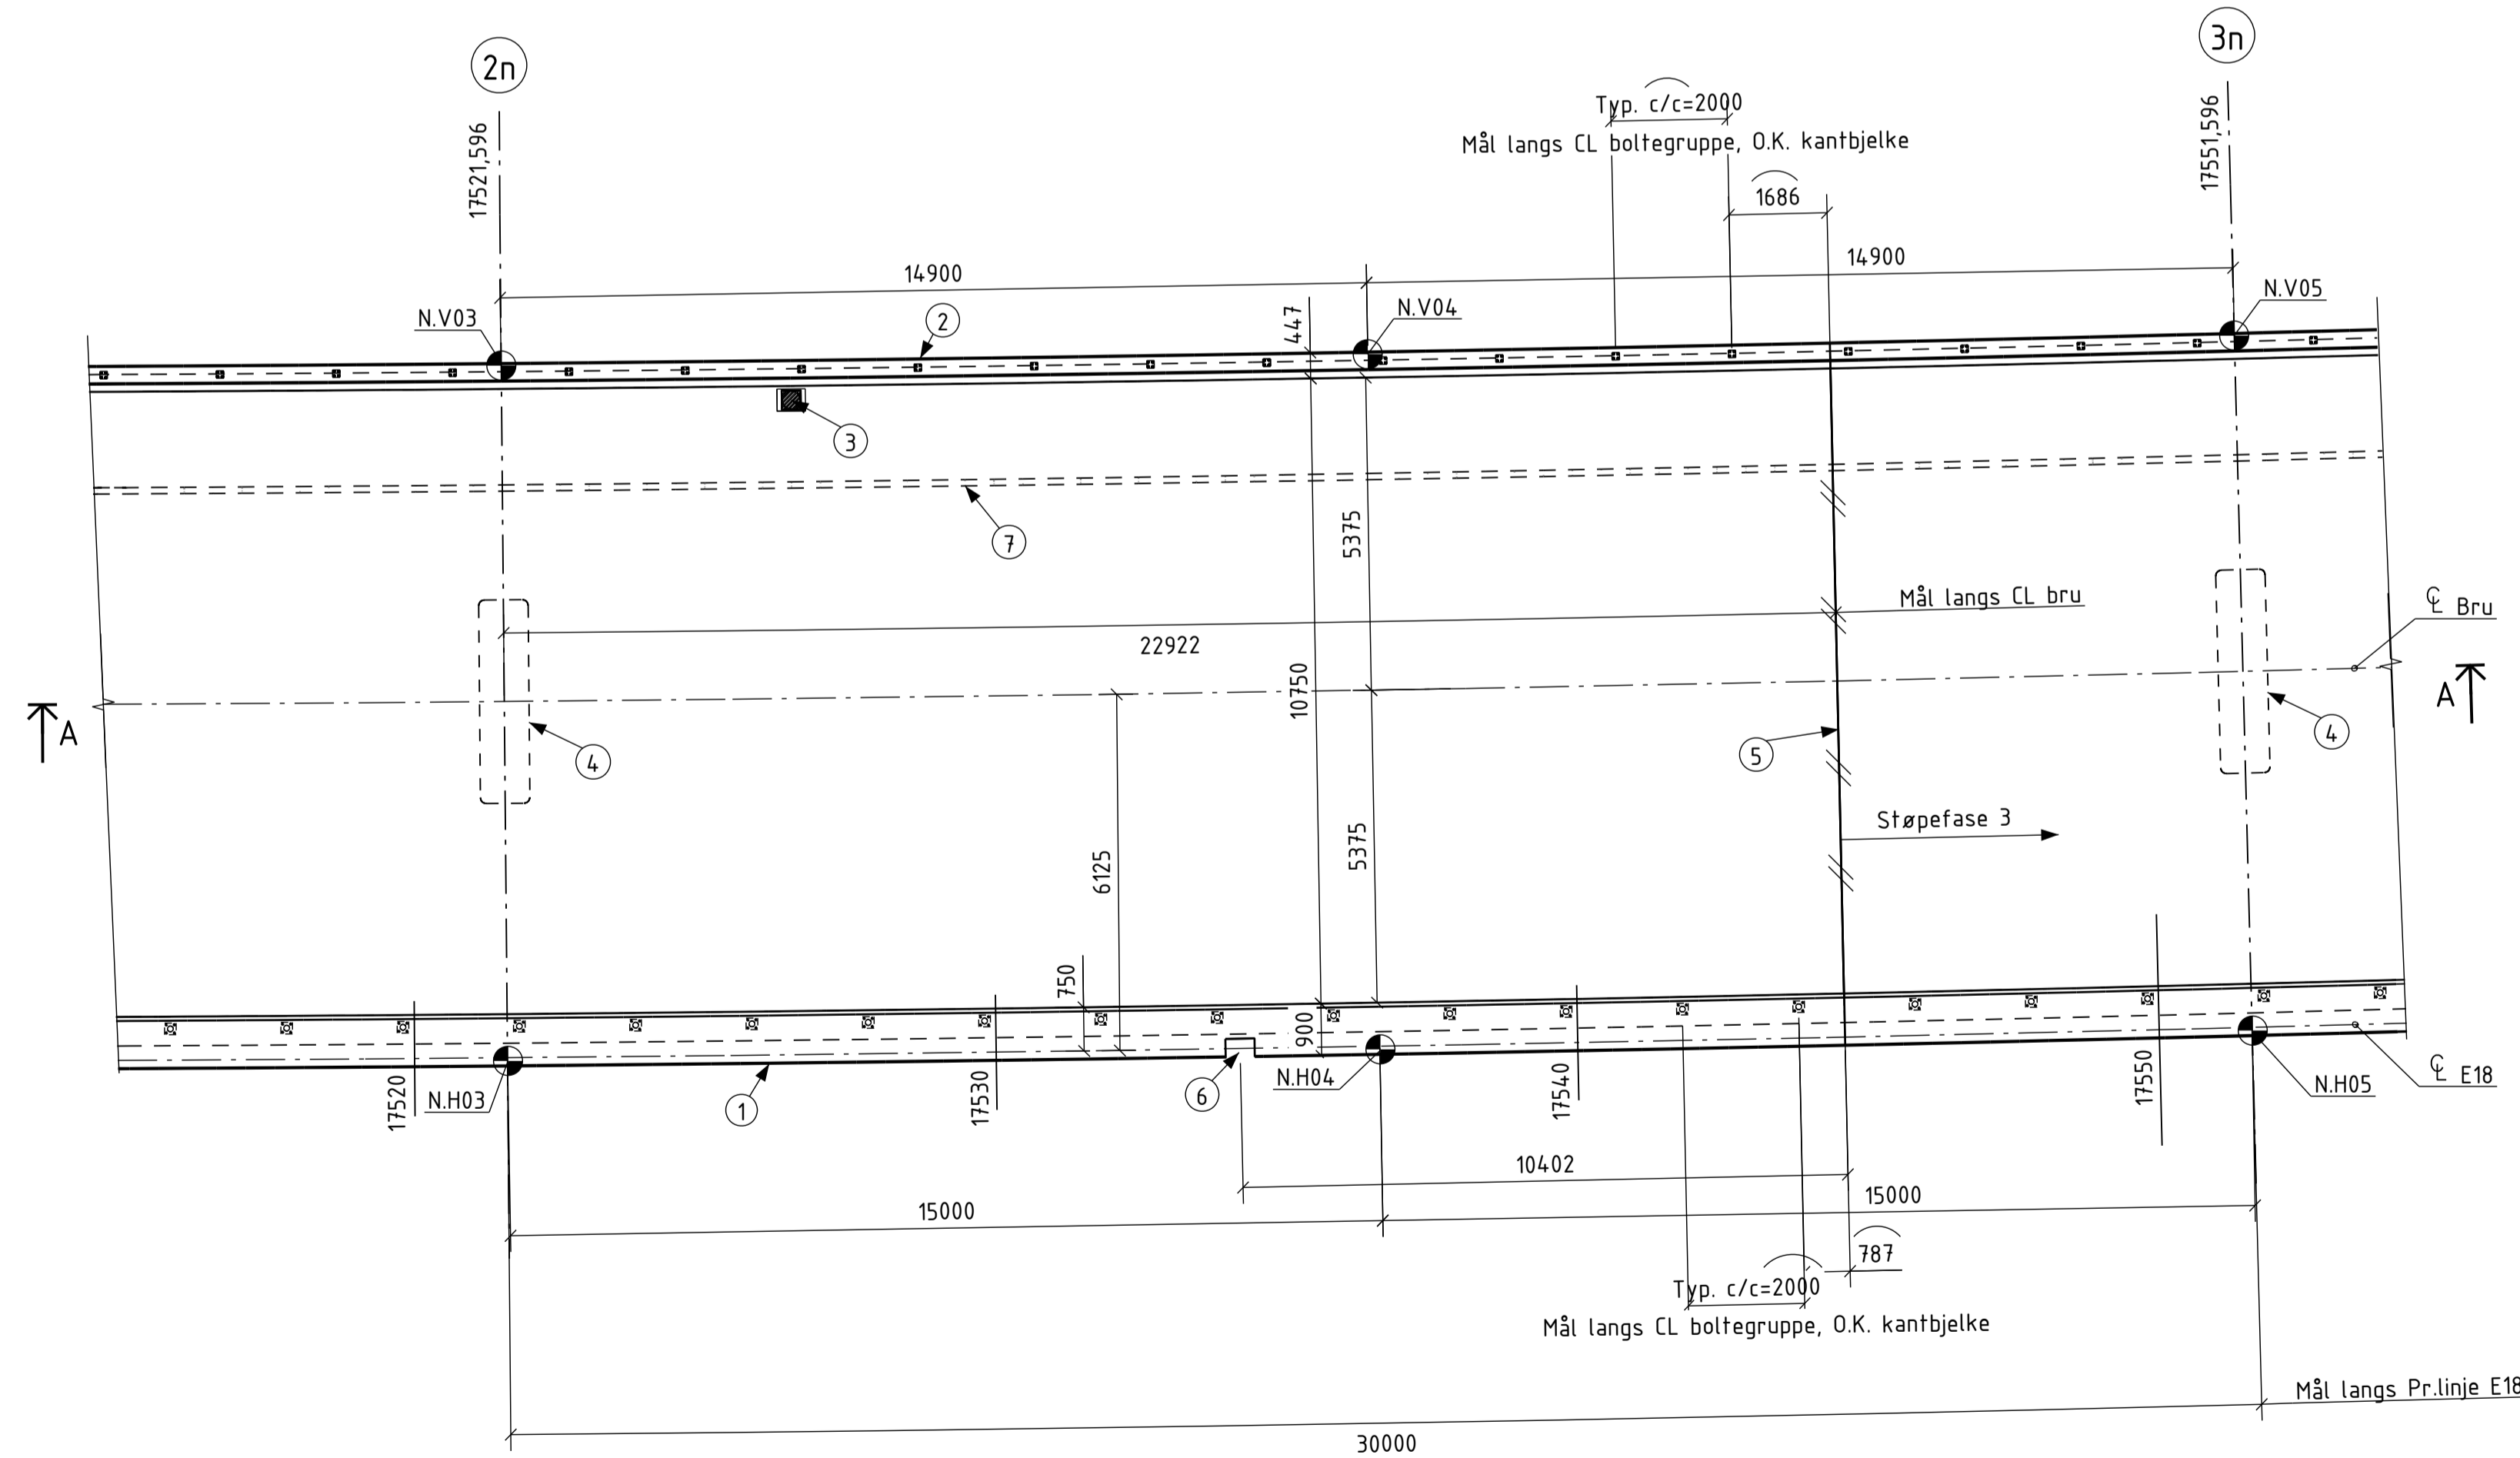 2n
3n
17521,596
17551,596
Typ. c/c=2000
Mål langs CL boltegruppe, O.K. kantbjelke
1686
14900
14900
N.V03
2
447
N.V04
N.V05
3
7
5375
Mål langs CL bru
CL Bru
22922
10750
A
A
4
5
4
Støpefase 3
5375
6125
750
900
17520
N.H03
1
17530
6
N.H04
17540
17550
N.H05
CL E18
10402
15000
15000
787
Typ. c/c=2000
Mål langs CL boltegruppe, O.K. kantbjelke
Mål langs Pr.linje E18
30000